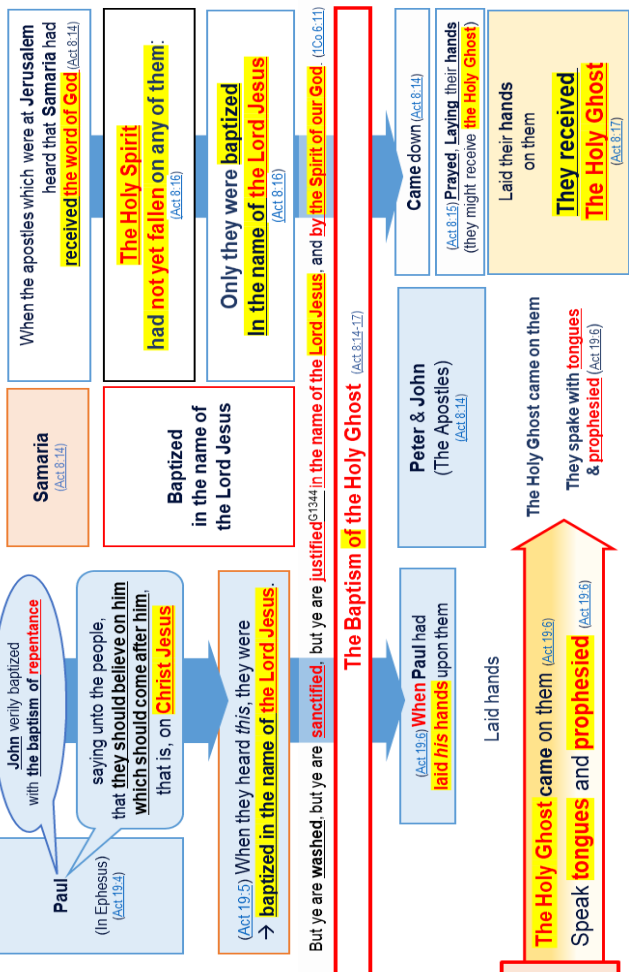 Paul
(In Ephesus)
(Act 19:4)
John verily baptized
with the baptism of repentance
saying unto the people,
that they should believe on him
which should come after him,
that is, on Christ Jesus
(Act 19:5) When they heard this, they were
→ baptized in the name of the Lord Jesus.
Samaria
(Act 8:14)
When the apostles which were at Jerusalem
heard that Samaria had
received the word of God (Act 8:14)
Baptized
in the name of
the Lord Jesus
The Holy Spirit
had not yet fallen on any of them:
(Act 8:16)
Only they were baptized
In the name of the Lord Jesus
(Act 8:16)
But ye are washed, but ye are sanctified, but ye are justifiedG1344 in the name of the Lord Jesus, and by the Spirit of our God. (1Co 6:11)
The Baptism of the Holy Ghost (Act 8:14-17)
(Act 19:6) When Paul had
laid his hands upon them
Laid hands
Peter & John
(The Apostles)
(Act 8:14)
Came down (Act 8:14)
(Act 8:15) Prayed, Laying their hands
(they might receive the Holy Ghost)
Laid their hands
on them
They received
The Holy Ghost
(Act 8:17)
The Holy Ghost came on them (Act 19:6)
Speak tongues and prophesied (Act 19:6)
The Holy Ghost came on them
They spake with tongues
& prophesied (Act 19:6)